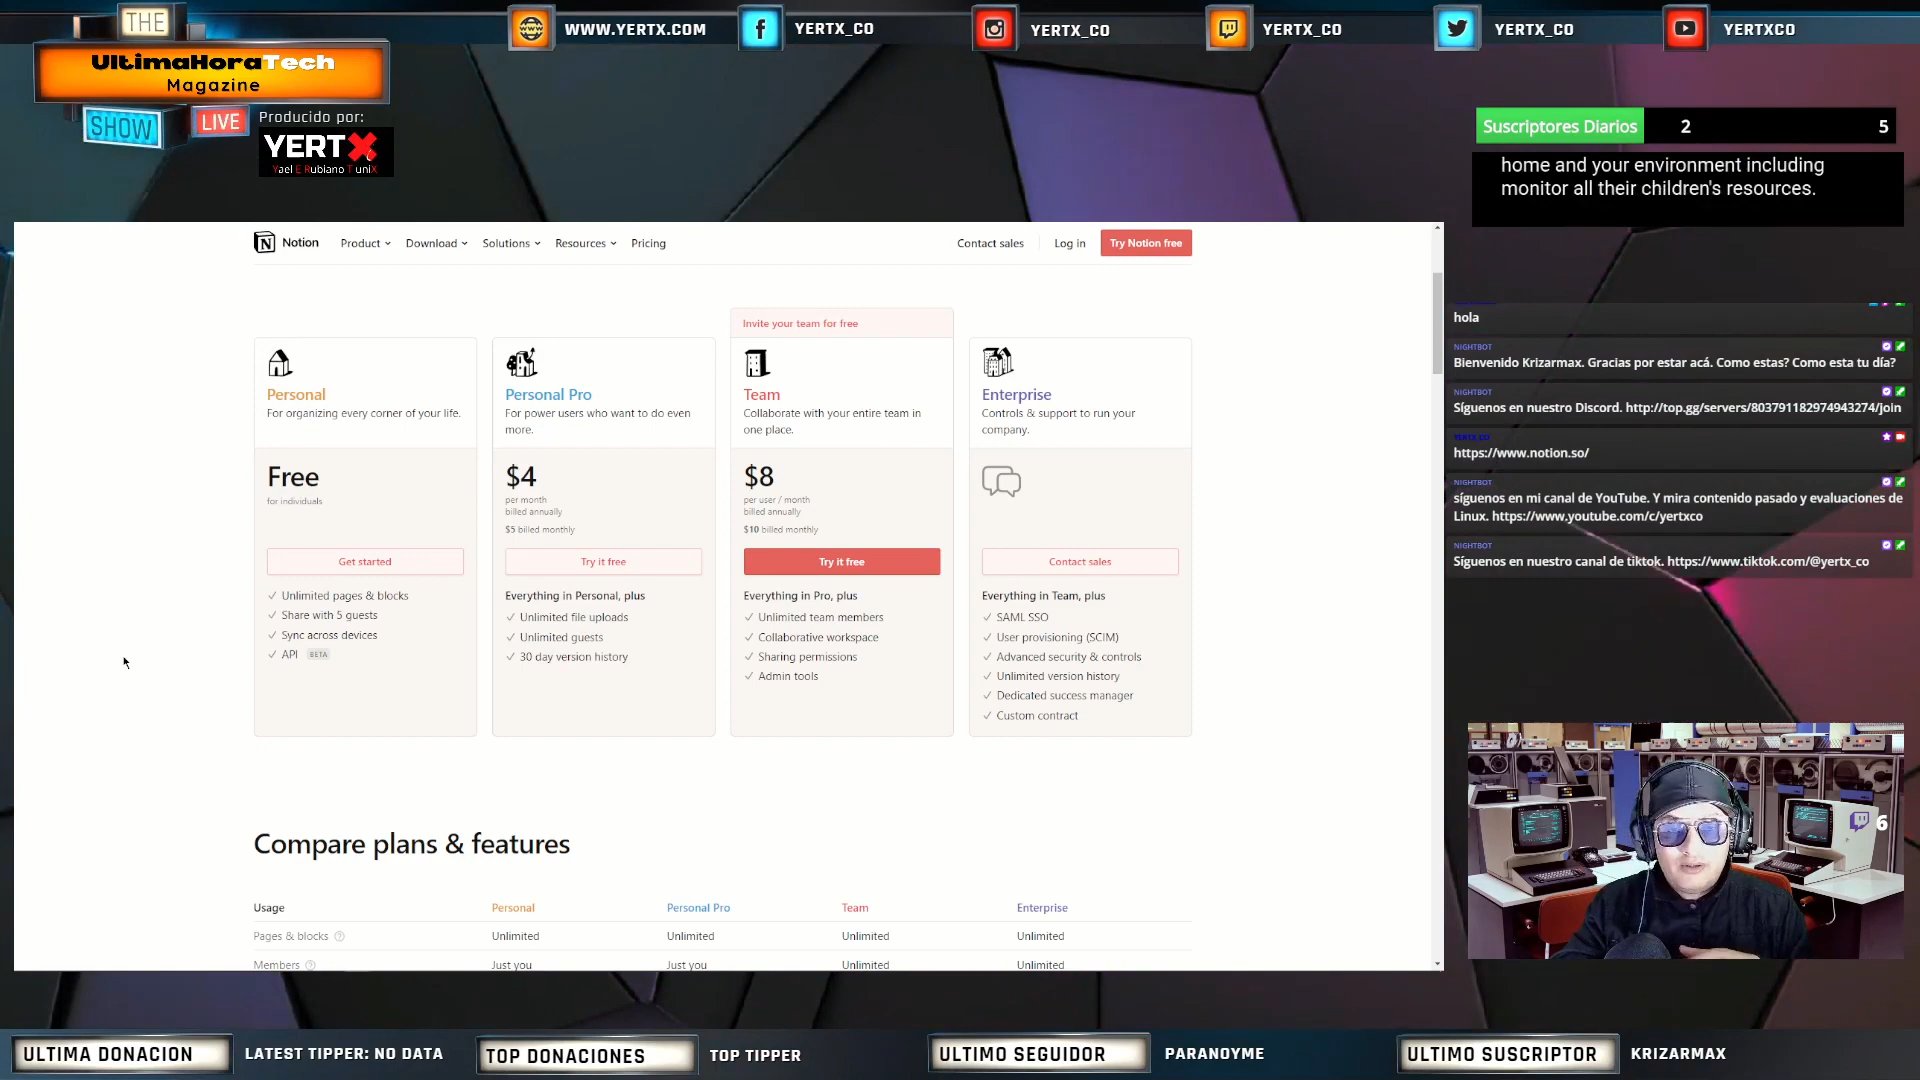 THE
UltimaHoraTech
Magazine
SHOW
LIVE
Producido por:
YERTX
Yael E Rubiano T uniX
WWW.YERTX.COM
YERTX_CO
YERTX_CO
YERTX_CO
YERTX_CO
YERTXCO
Suscriptores Diarios 2 5
home and your environment including
monitor all their children's resources.
Notion
Product
Download
Solutions
Resources
Pricing
Contact sales
Log in
Try Notion free
Invite your team for free
Personal
For organizing every corner of your life.
Free
for individuals
Get started
Unlimited pages & blocks
Share with 5 guests
Sync across devices
API BETA
Personal Pro
For power users who want to do even
more.
$4
per month
billed annually
$5 billed monthly
Try it free
Everything in Personal, plus
Unlimited file uploads
Unlimited guests
30 day version history
Team
Collaborate with your entire team in
one place.
$8
per user / month
billed annually
$10 billed monthly
Try it free
Everything in Pro, plus
Unlimited team members
Collaborative workspace
Sharing permissions
Admin tools
Enterprise
Controls & support to run your
company.
Contact sales
Everything in Team, plus
SAML SSO
User provisioning (SCIM)
Advanced security & controls
Unlimited version history
Dedicated success manager
Custom contract
Compare plans & features
Usage Personal Personal Pro Team Enterprise
Pages & blocks Unlimited Unlimited Unlimited Unlimited
Members Just you Just you Unlimited Unlimited
hola
NIGHTBOT
Bienvenido Krizarmax. Gracias por estar acá. Como estas? Como esta tu día?
NIGHTBOT
Síguenos en nuestro Discord. http://top.gg/servers/803791182974943274/join
YERTX_CO
https://www.notion.so/
NIGHTBOT
síguenos en mi canal de YouTube. Y mira contenido pasado y evaluaciones de
Linux. https://www.youtube.com/c/yertxco
NIGHTBOT
Síguenos en nuestro canal de tiktok. https://www.tiktok.com/@yertx_co
6
ULTIMA DONACION
LATEST TIPPER: NO DATA
TOP DONACIONES
TOP TIPPER
ULTIMO SEGUIDOR
PARANOYME
ULTIMO SUSCRIPTOR
KRIZARMAX